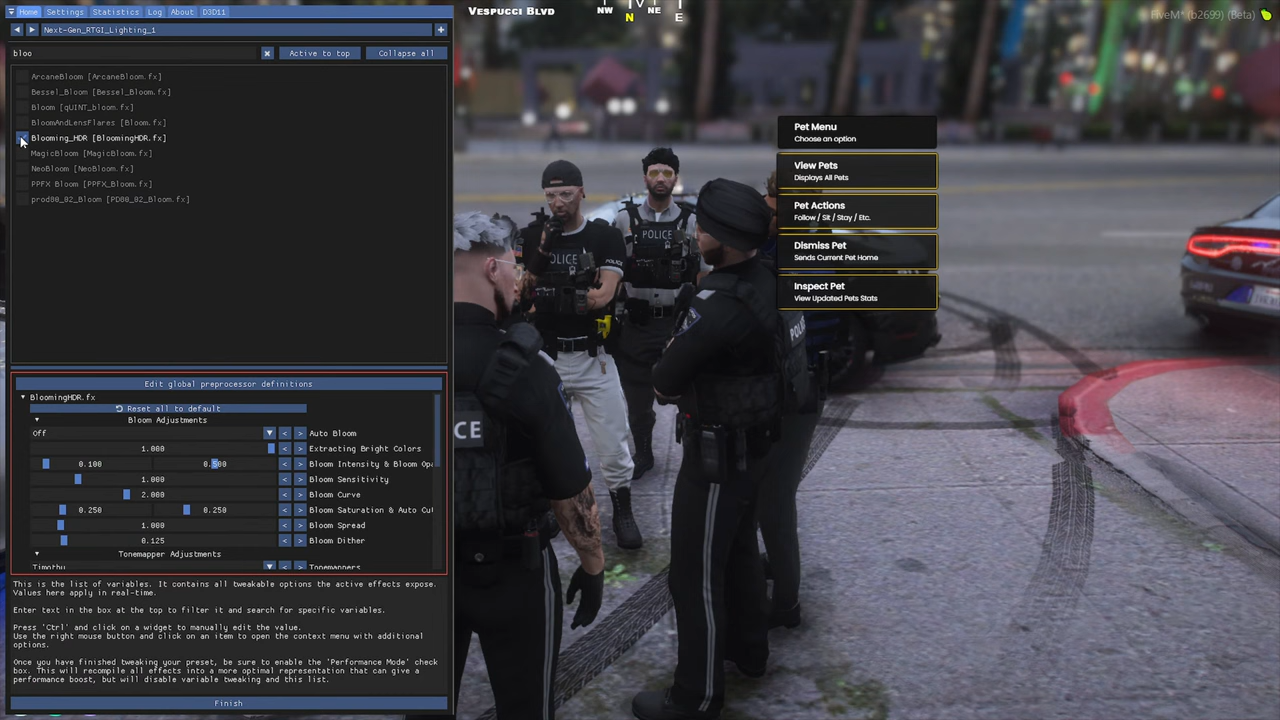 Home Settings Statistics Log About D3D11
Next-Gen_RTGI_Lighting_1
bloo
Active to top
Collapse all
ArcaneBloom [ArcaneBloom.fx]
Bessel_Bloom [Bessel_Bloom.fx]
Bloom [qUINT_bloom.fx]
BloomAndLensFlares [Bloom.fx]
Blooming_HDR [BloomingHDR.fx]
MagicBloom [MagicBloom.fx]
NeoBloom [NeoBloom.fx]
PPFX Bloom [PPFX_Bloom.fx]
prod80_02_Bloom [PD80_02_Bloom.fx]
Edit global preprocessor definitions
BloomingHDR.fx
Reset all to default
Bloom Adjustments
Off < > Auto Bloom
1.000 Extracting Bright Colors
0.100 0.500 < > Bloom Intensity & Bloom Opa
1.000 < > Bloom Sensitivity
2.000 < > Bloom Curve
0.250 0.250 < > Bloom Saturation & Auto Cu
1.000 < > Bloom Spread
0.125 < > Bloom Dither
Tonemapper Adjustments
Timothy < > Tonemappers
This is the list of variables. It contains all tweakable options the active effects expose.
Values here apply in real-time.
Enter text in the box at the top to filter it and search for specific variables.
Press 'Ctrl' and click on a widget to manually edit the value.
Use the right mouse button and click on an item to open the context menu with additional
options.
Once you have finished tweaking your preset, be sure to enable the 'Performance Mode' check
box. This will recompile all effects into a more optimal representation that can give a
performance boost, but will disable variable tweaking and this list.
Finish
Vespucci Blvd
NW N NE E
FiveM* (b2699) (Beta)
Pet Menu
Choose an option
View Pets
Displays All Pets
Pet Actions
Follow / Sit / Stay / Etc.
Dismiss Pet
Sends Current Pet Home
Inspect Pet
View Updated Pets Stats
POLICE
POLICE
POLICE
CE